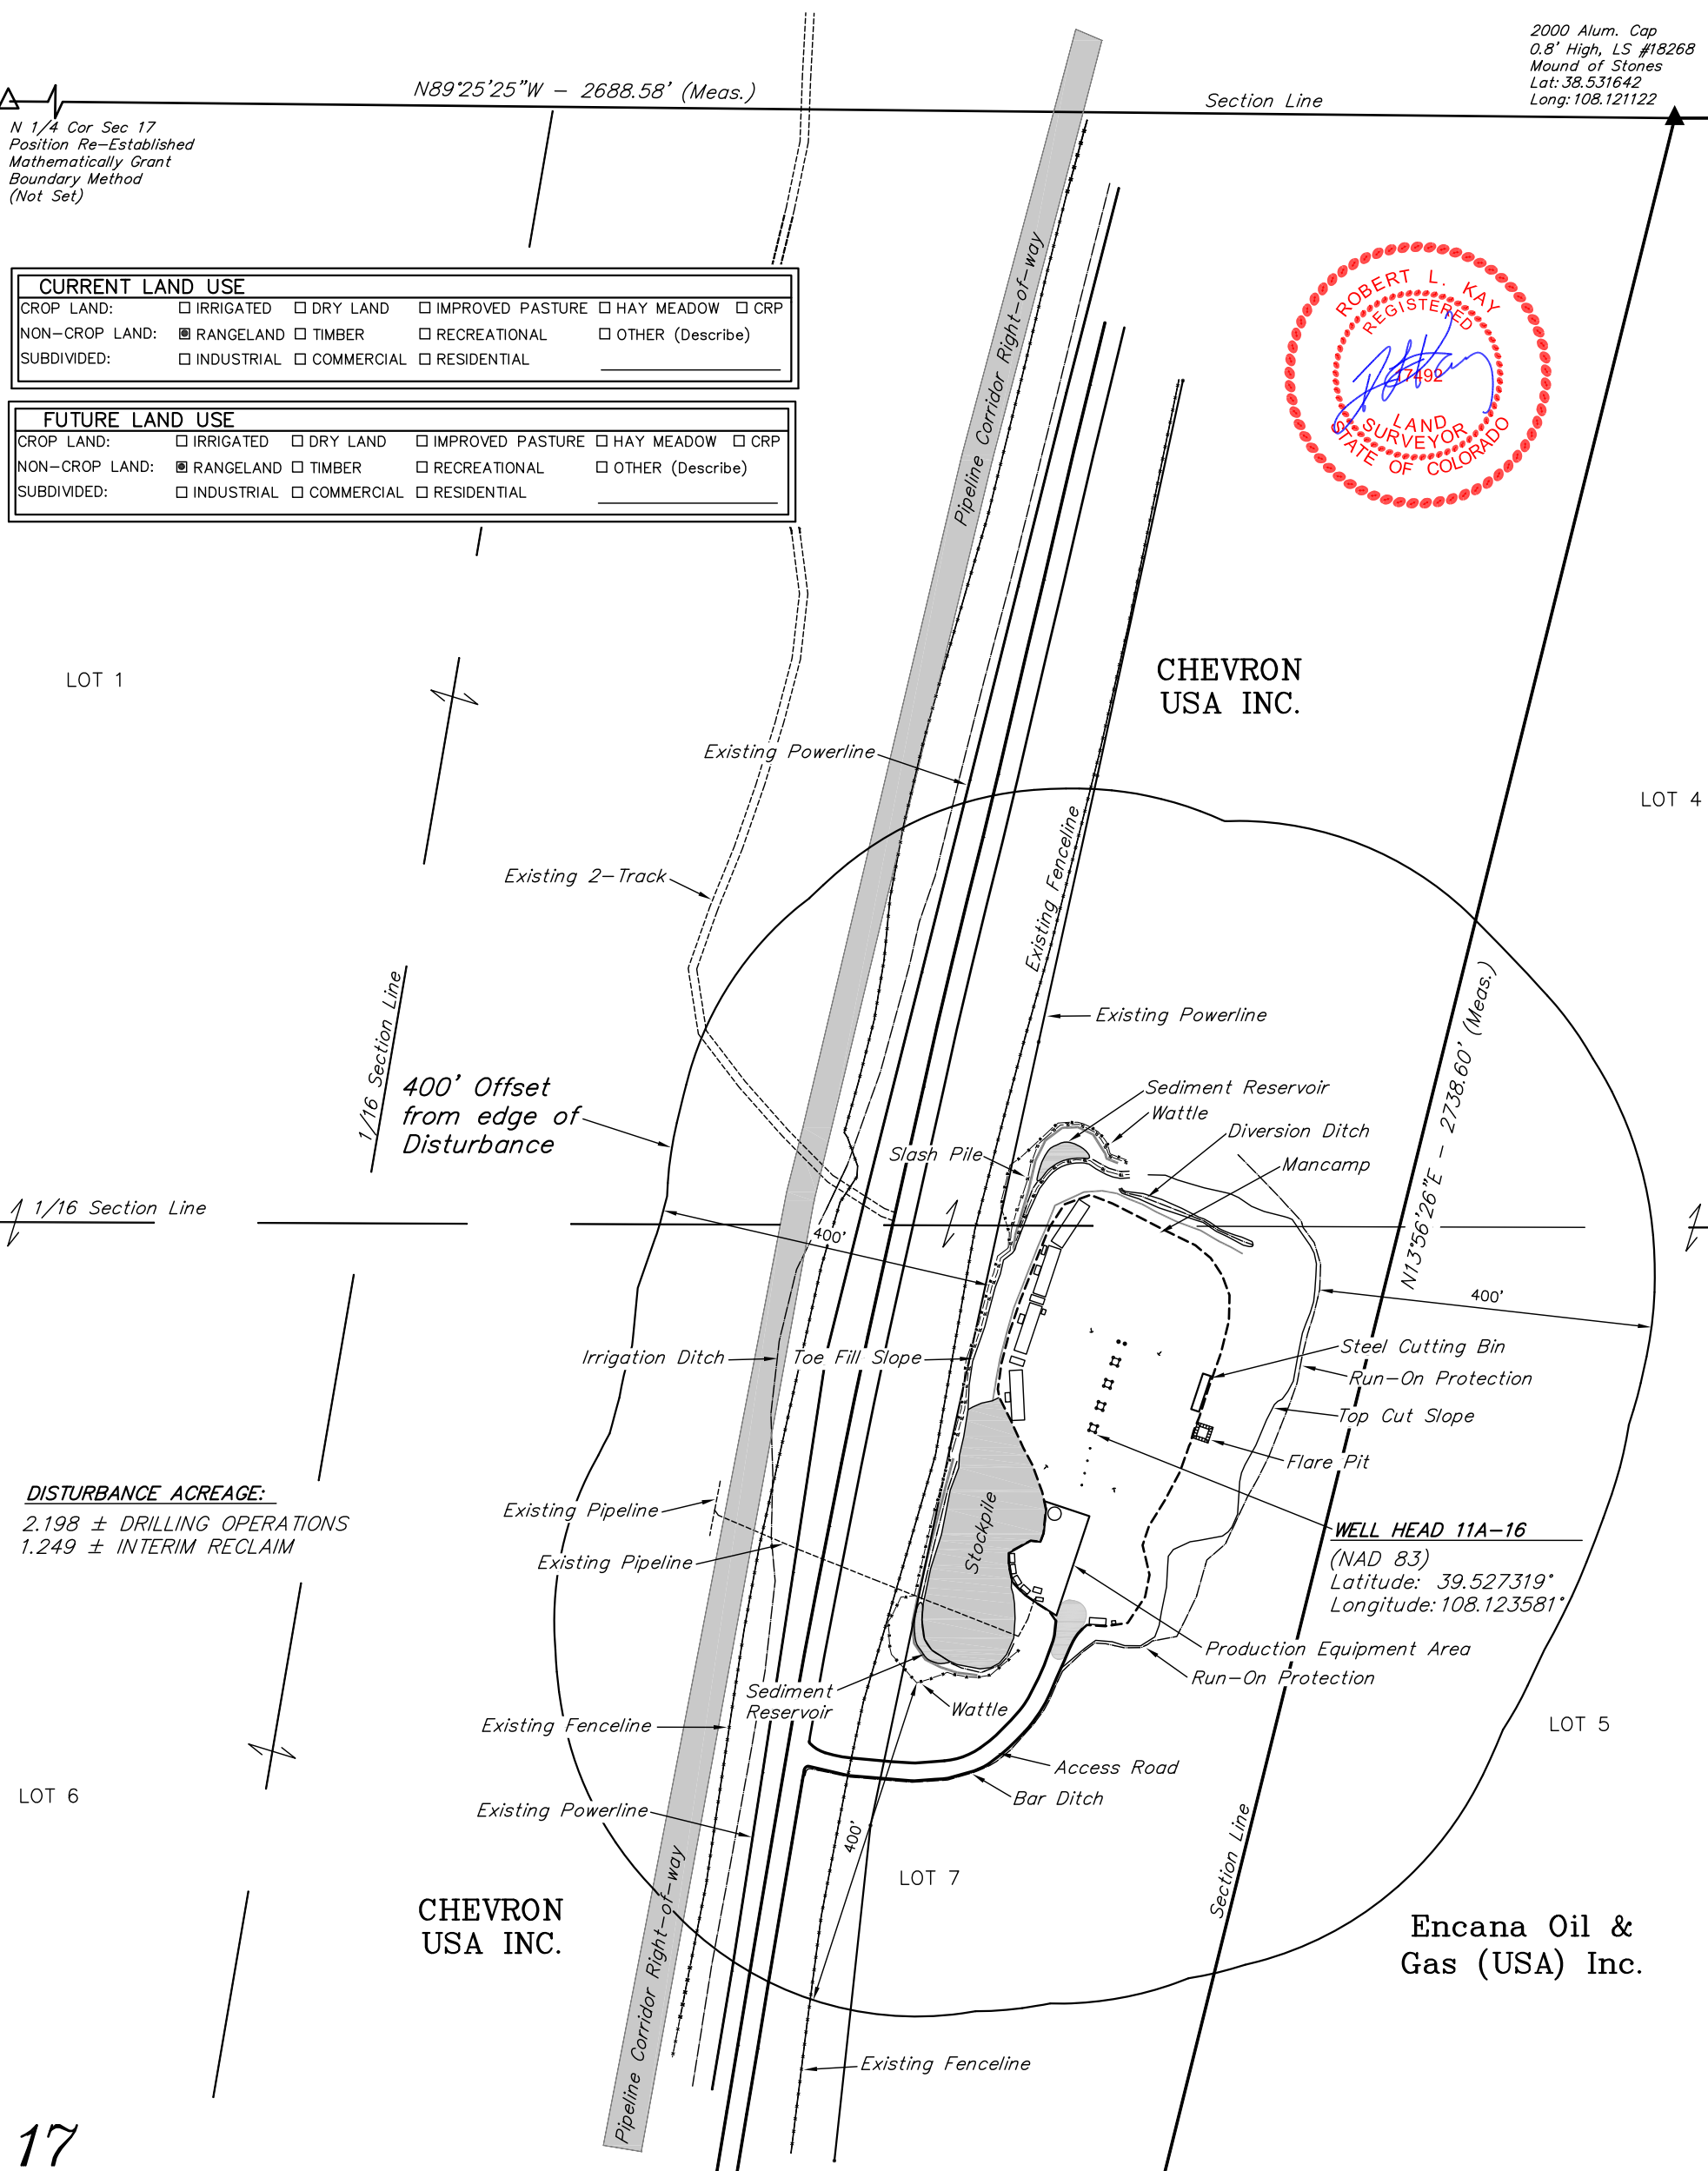 2000 Alum. Cap
0.8' High, LS #18268
Mound of Stones
Lat: 38.531642
Long: 108.121122
N89°25'25"W - 2688.58' (Meas.)
Section Line
N 1/4 Cor Sec 17
Position Re-Established
Mathematically Grant
Boundary Method
(Not Set)
CURRENT LAND USE
CROP LAND: IRRIGATED DRY LAND IMPROVED PASTURE HAY MEADOW CRP
NON-CROP LAND: RANGELAND TIMBER RECREATIONAL OTHER (Describe)
SUBDIVIDED: INDUSTRIAL COMMERCIAL RESIDENTIAL
FUTURE LAND USE
CROP LAND: IRRIGATED DRY LAND IMPROVED PASTURE HAY MEADOW CRP
NON-CROP LAND: RANGELAND TIMBER RECREATIONAL OTHER (Describe)
SUBDIVIDED: INDUSTRIAL COMMERCIAL RESIDENTIAL
Pipeline Corridor Right-of-way
ROBERT L. KAY
REGISTERED
17492
LAND
SURVEYOR
STATE OF COLORADO
LOT 1
CHEVRON
USA INC.
Existing Powerline
LOT 4
Existing 2-Track
Existing Fenceline
Existing Powerline
N13°56'26"E - 2738.60' (Meas.)
1/16 Section Line
400' Offset
from edge of
Disturbance
Sediment Reservoir
Wattle
Diversion Ditch
Slash Pile
Mancamp
1/16 Section Line
400'
400'
Steel Cutting Bin
Irrigation Ditch
Toe Fill Slope
Run-On Protection
Top Cut Slope
Flare Pit
DISTURBANCE ACREAGE:
2.198 ± DRILLING OPERATIONS
1.249 ± INTERIM RECLAIM
Existing Pipeline
Existing Pipeline
Stockpile
WELL HEAD 11A-16
(NAD 83)
Latitude: 39.527319°
Longitude: 108.123581°
Production Equipment Area
Run-On Protection
Sediment
Reservoir
Wattle
Existing Fenceline
LOT 5
Access Road
Bar Ditch
LOT 6
Existing Powerline
400'
LOT 7
Section Line
Pipeline Corridor Right-of-way
CHEVRON
USA INC.
Encana Oil &
Gas (USA) Inc.
Existing Fenceline
17